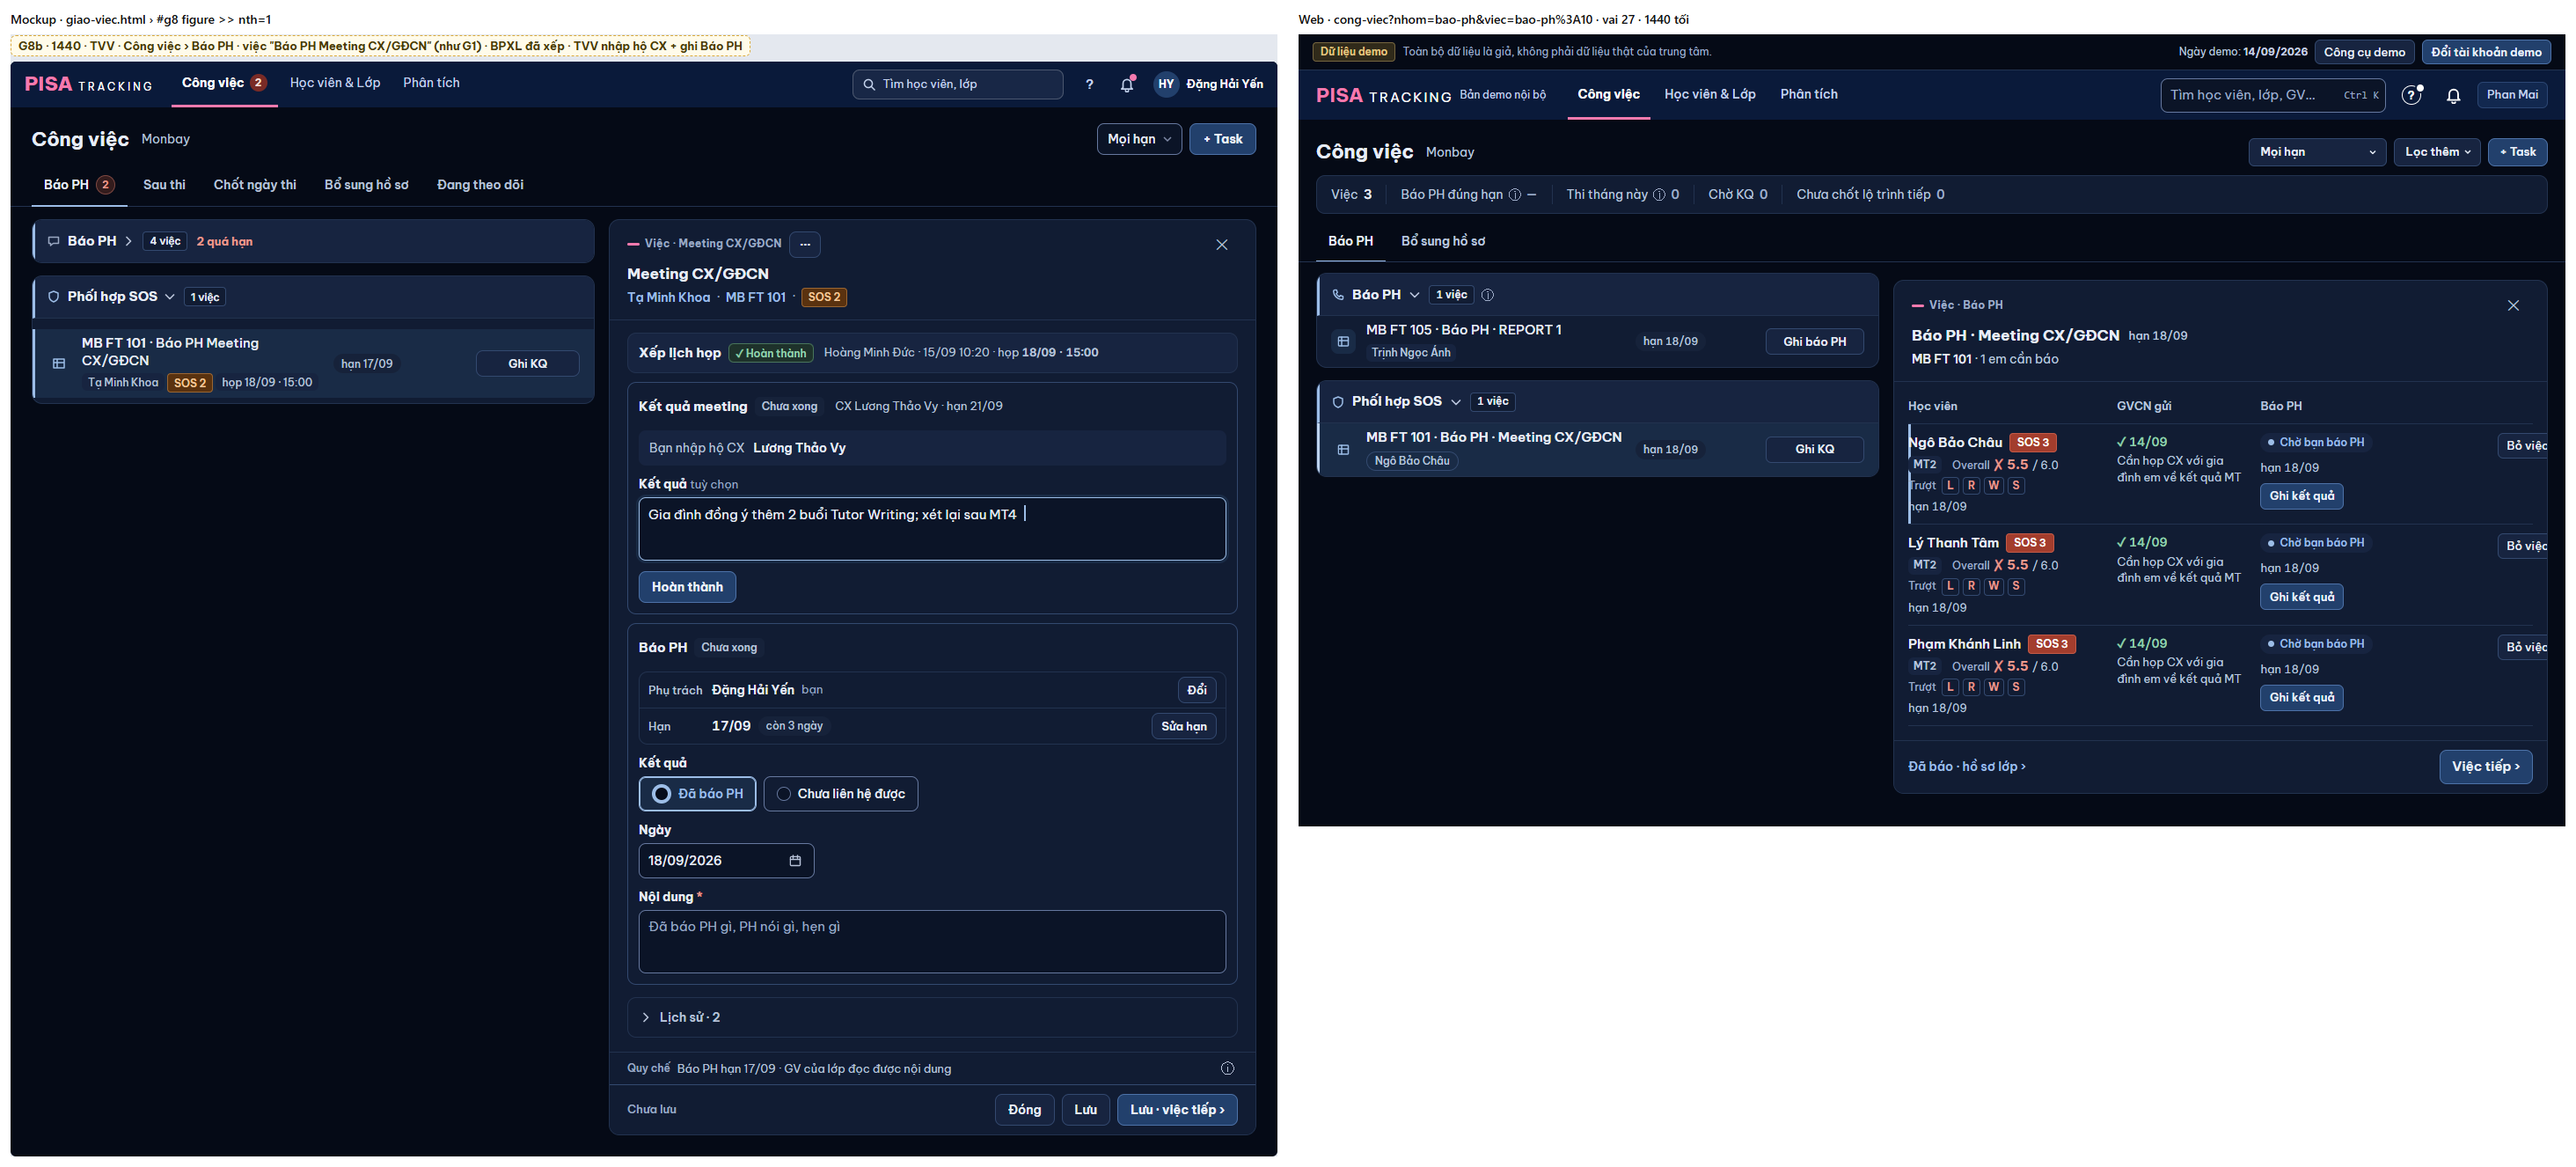 Mockup · giao-viec.html › #g8 figure >> nth=1
G8b · 1440 · TVV · Công việc › Báo PH · việc "Báo PH Meeting CX/GĐCN" (như G1) · BPXL đã xếp · TVV nhập hộ CX + ghi Báo PH
PISA TRACKING
Công việc 2
Học viên & Lớp
Phân tích
Tìm học viên, lớp
?
HY Đặng Hải Yến
Công việc Monbay
Mọi hạn
+ Task
Báo PH 2
Sau thi
Chốt ngày thi
Bổ sung hồ sơ
Đang theo dõi
Báo PH 4 việc 2 quá hạn
Phối hợp SOS 1 việc
MB FT 101 · Báo PH Meeting
CX/GĐCN
Tạ Minh Khoa SOS 2 họp 18/09 · 15:00
hạn 17/09
Ghi KQ
Việc · Meeting CX/GĐCN ···
Meeting CX/GĐCN
Tạ Minh Khoa · MB FT 101 · SOS 2
Xếp lịch họp ✓ Hoàn thành Hoàng Minh Đức · 15/09 10:20 · họp 18/09 · 15:00
Kết quả meeting Chưa xong CX Lương Thảo Vy · hạn 21/09
Bạn nhập hộ CX Lương Thảo Vy
Kết quả tuỳ chọn
Gia đình đồng ý thêm 2 buổi Tutor Writing; xét lại sau MT4
Hoàn thành
Báo PH Chưa xong
Phụ trách Đặng Hải Yến bạn Đổi
Hạn 17/09 còn 3 ngày Sửa hạn
Kết quả
Đã báo PH
Chưa liên hệ được
Ngày
18/09/2026
Nội dung *
Đã báo PH gì, PH nói gì, hẹn gì
Lịch sử · 2
Quy chế Báo PH hạn 17/09 · GV của lớp đọc được nội dung
Chưa lưu
Đóng
Lưu
Lưu · việc tiếp ›
Web · cong-viec?nhom=bao-ph&viec=bao-ph%3A10 · vai 27 · 1440 tối
Dữ liệu demo Toàn bộ dữ liệu là giả, không phải dữ liệu thật của trung tâm.
Ngày demo: 14/09/2026
Công cụ demo
Đổi tài khoản demo
PISA TRACKING Bản demo nội bộ
Công việc
Học viên & Lớp
Phân tích
Tìm học viên, lớp, GV... Ctrl K
?
Phan Mai
Công việc Monbay
Mọi hạn
Lọc thêm
+ Task
Việc 3
Báo PH đúng hạn —
Thi tháng này 0
Chờ KQ 0
Chưa chốt lộ trình tiếp 0
Báo PH
Bổ sung hồ sơ
Báo PH 1 việc
MB FT 105 · Báo PH · REPORT 1
Trịnh Ngọc Ánh
hạn 18/09
Ghi báo PH
Phối hợp SOS 1 việc
MB FT 101 · Báo PH · Meeting CX/GĐCN
Ngô Bảo Châu
hạn 18/09
Ghi KQ
Việc · Báo PH
Báo PH · Meeting CX/GĐCN hạn 18/09
MB FT 101 · 1 em cần báo
Học viên
GVCN gửi
Báo PH
Ngô Bảo Châu SOS 3
MT2 Overall ✗ 5.5 / 6.0
Trượt L R W S
hạn 18/09
✓ 14/09
Cần họp CX với gia
đình em về kết quả MT
Chờ bạn báo PH
hạn 18/09
Ghi kết quả
Bỏ việc
Lý Thanh Tâm SOS 3
MT2 Overall ✗ 5.5 / 6.0
Trượt L R W S
hạn 18/09
✓ 14/09
Cần họp CX với gia
đình em về kết quả MT
Chờ bạn báo PH
hạn 18/09
Ghi kết quả
Bỏ việc
Phạm Khánh Linh SOS 3
MT2 Overall ✗ 5.5 / 6.0
Trượt L R W S
hạn 18/09
✓ 14/09
Cần họp CX với gia
đình em về kết quả MT
Chờ bạn báo PH
hạn 18/09
Ghi kết quả
Bỏ việc
Đã báo · hồ sơ lớp ›
Việc tiếp ›